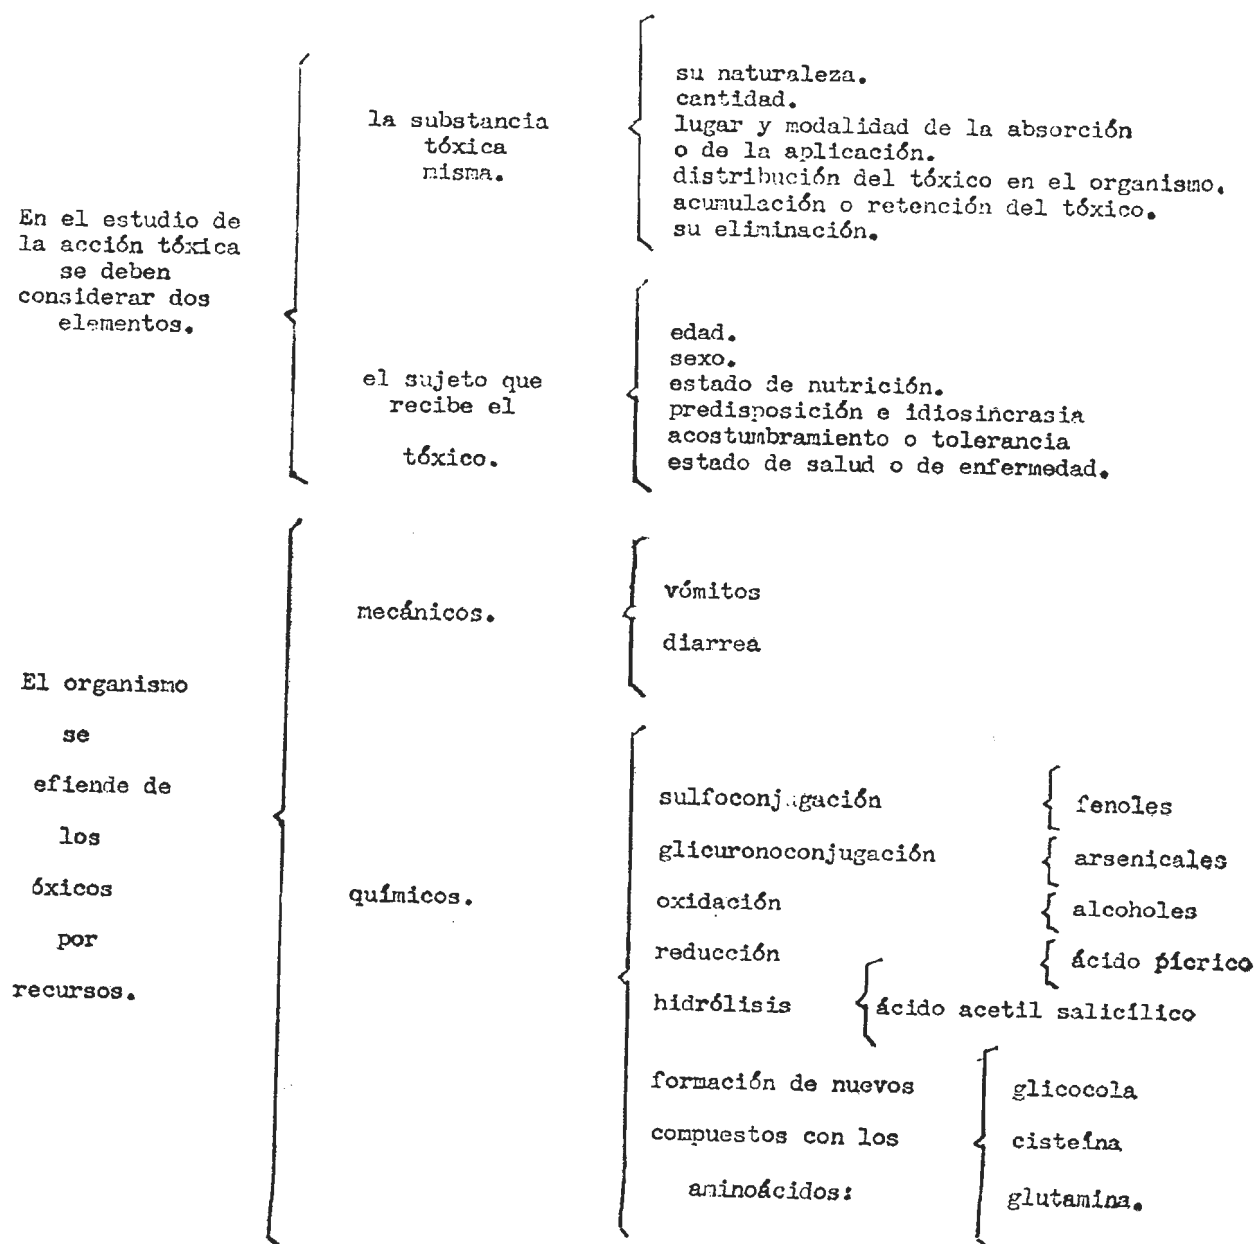 En el estudio de
la acción tóxica
se deben
considerar dos
elementos.
la substancia
tóxica
misma.
su naturaleza.
cantidad.
lugar y modalidad de la absorción
o de la aplicación.
distribución del tóxico en el organismo.
acumulación o retención del tóxico.
su eliminación.
el sujeto que
recibe el
tóxico.
edad.
sexo.
estado de nutrición.
predisposición e idiosincrasia
acostumbramiento o tolerancia
estado de salud o de enfermedad.
El organismo
se
efiende de
los
óxicos
por
recursos.
mecánicos.
vómitos
diarrea
químicos.
sulfoconjugación
fenoles
glicuronoconjugación
arsenicales
oxidación
alcoholes
reducción
ácido pícrico
hidrólisis
ácido acetil salicílico
formación de nuevos
compuestos con los
aminoácidos:
glicocola
cisteína
glutamina.